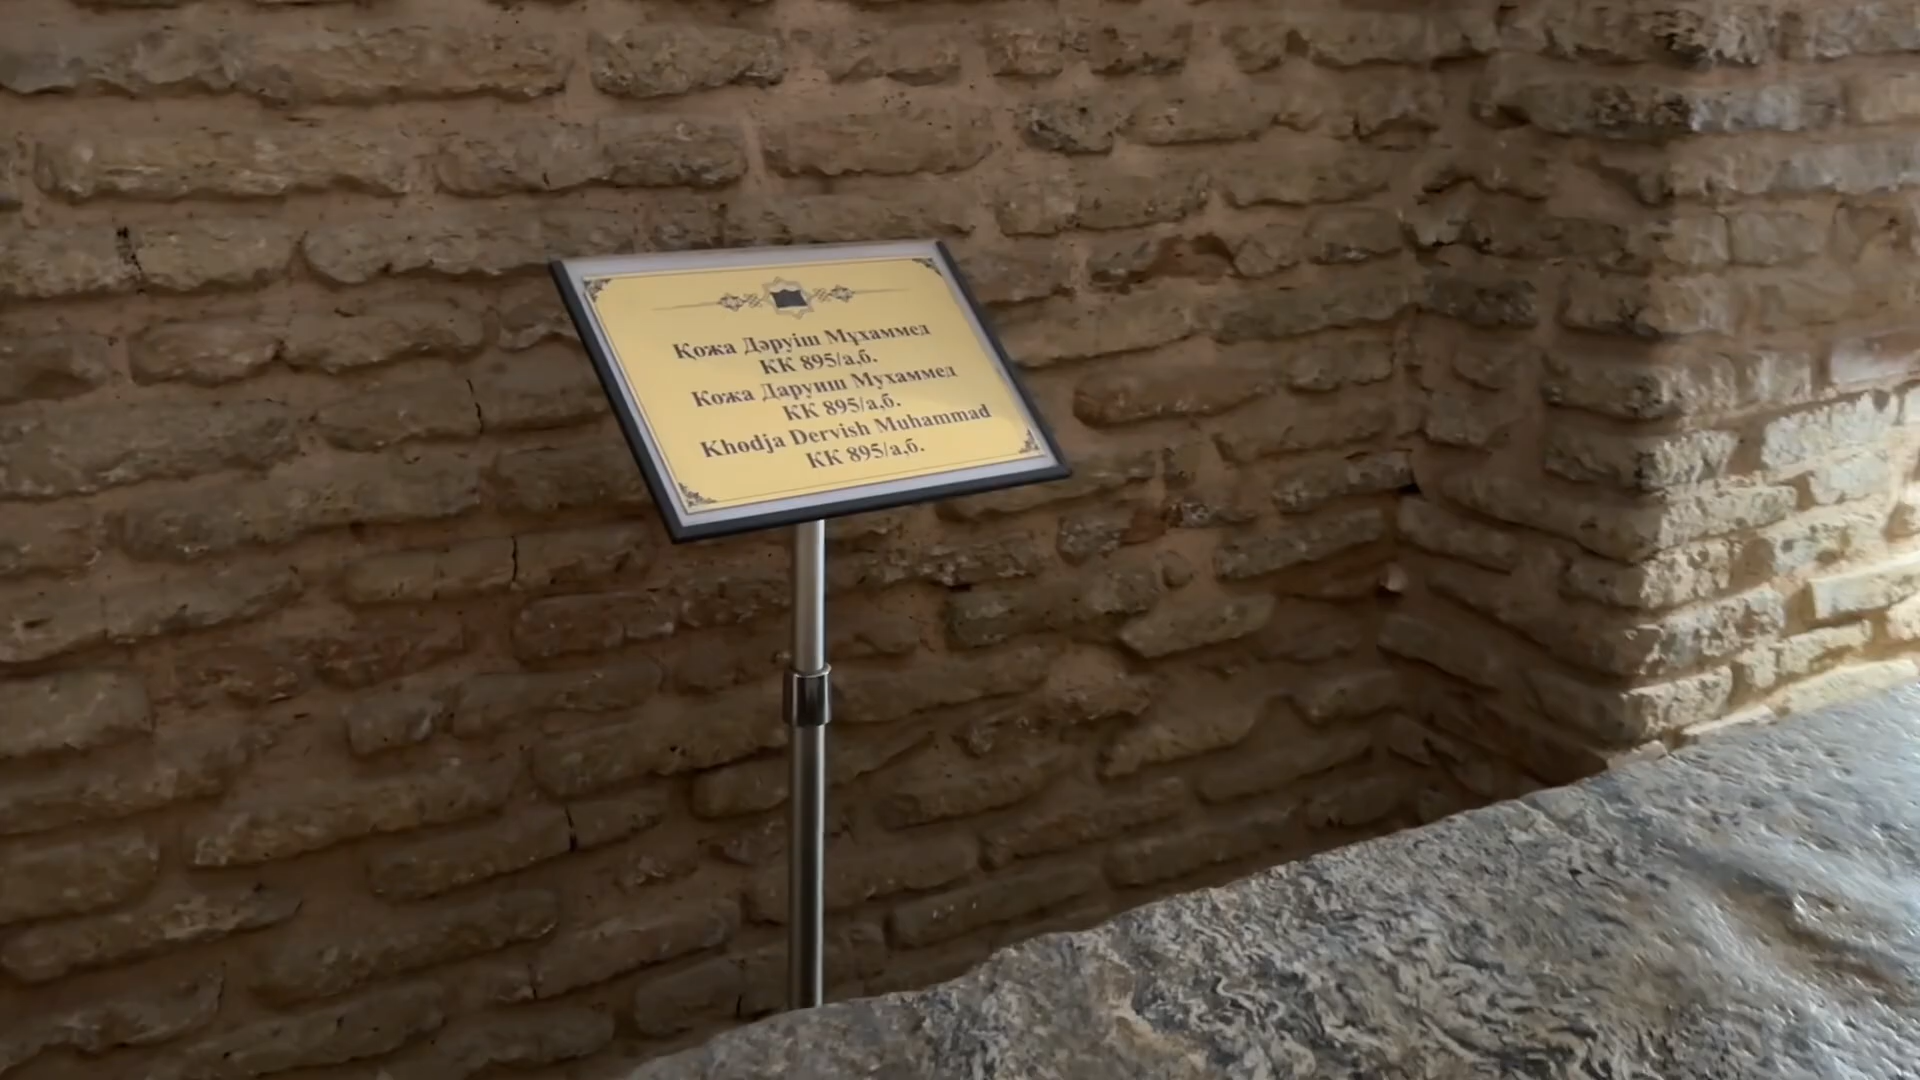 Қожа Дәруіш Мұхаммед
КК 895/а,б.
Кожа Даруиш Мухаммед
КК 895/а,б.
Khodja Dervish Muhammad
КК 895/а,б.